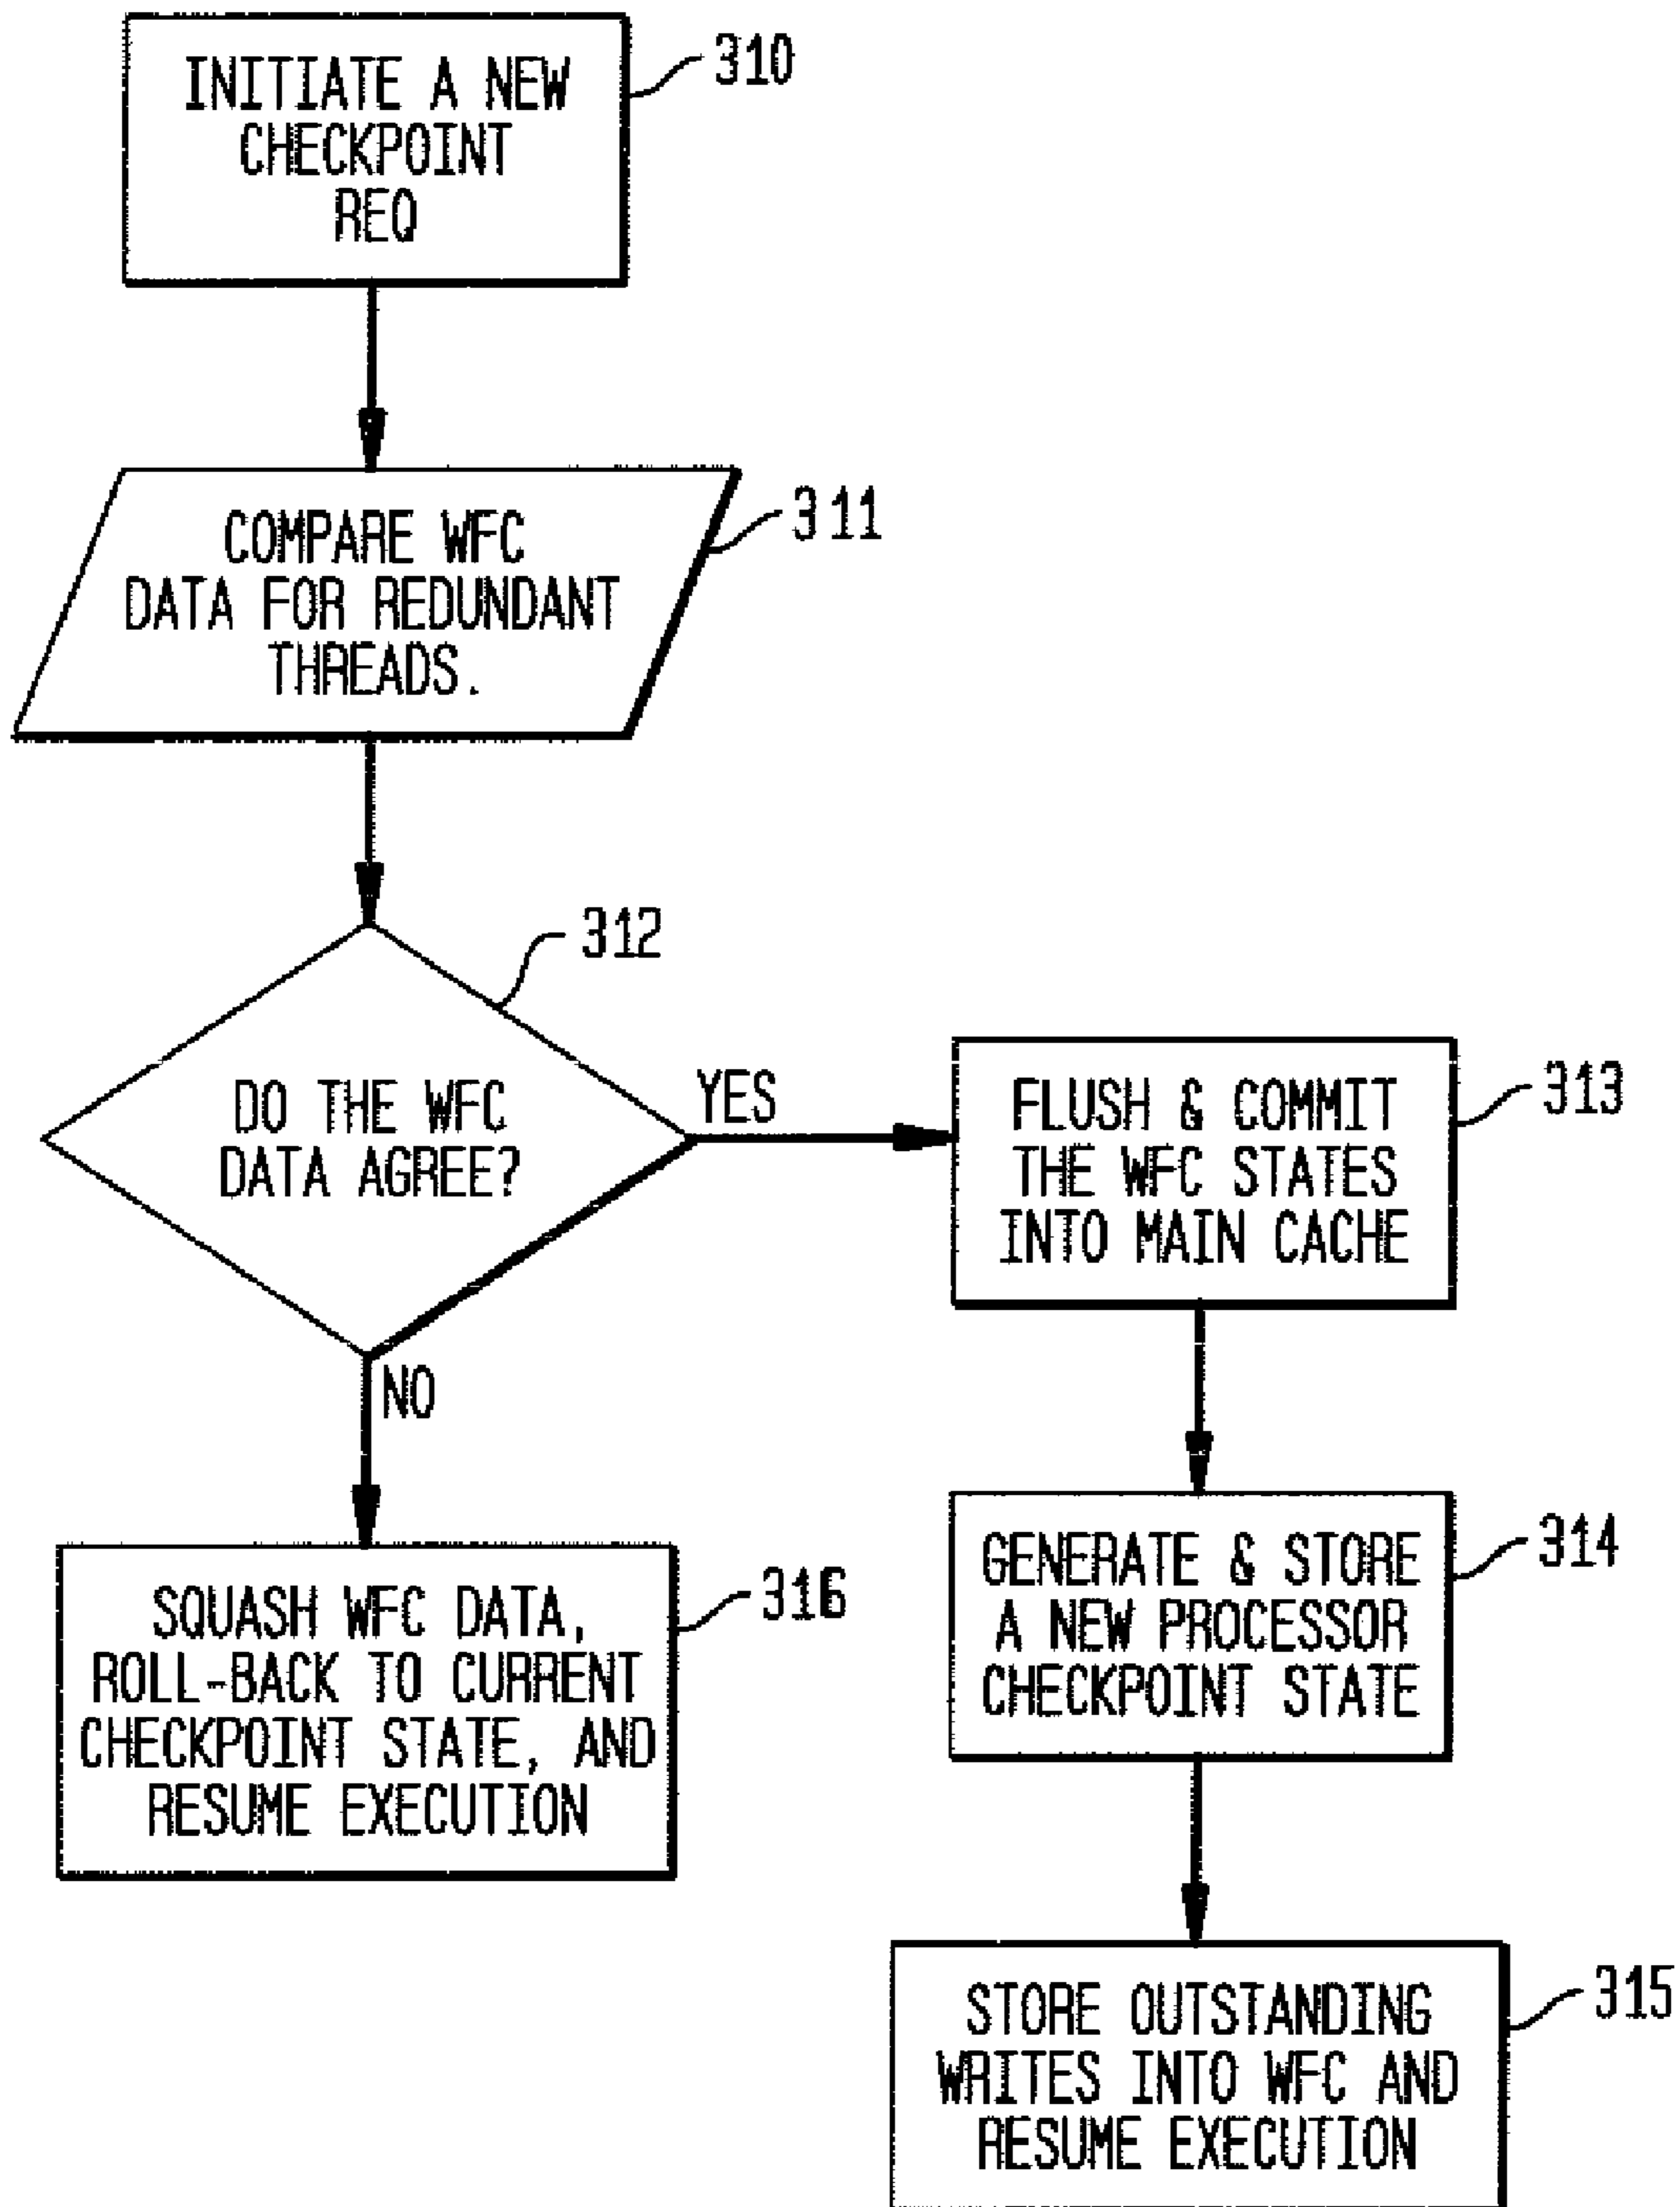 INITIATE A NEW
CHECKPOINT
REQ
310
COMPARE WFC
DATA FOR REDUNDANT
THREADS.
311
312
DO THE WFC
DATA AGREE?
YES
NO
FLUSH & COMMIT
THE WFC STATES
INTO MAIN CACHE
313
GENERATE & STORE
A NEW PROCESSOR
CHECKPOINT STATE
314
SQUASH WFC DATA,
ROLL-BACK TO CURRENT
CHECKPOINT STATE, AND
RESUME EXECUTION
316
STORE OUTSTANDING
WRITES INTO WFC AND
RESUME EXECUTION
315